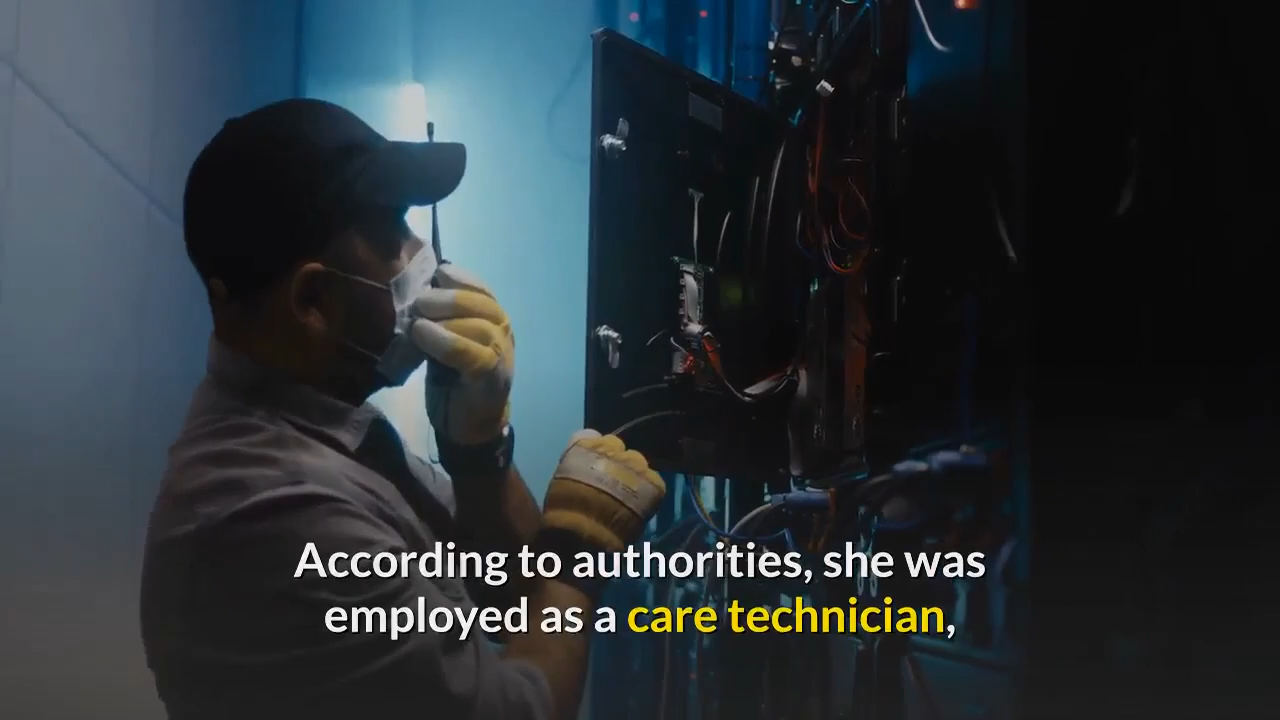 According to authorities, she was
employed as a care technician,